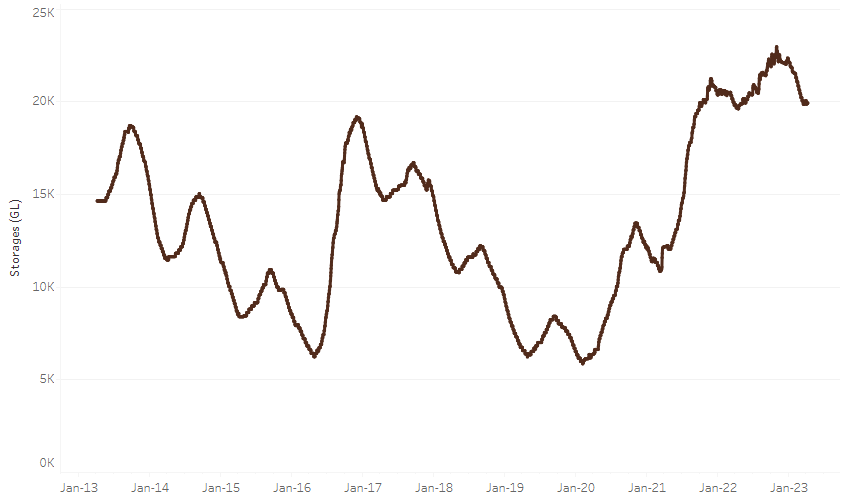 25K
20K
15K
10K
5K
0K
Storages (GL)
Jan-13 Jan-14 Jan-15 Jan-16 Jan-17 Jan-18 Jan-19 Jan-20 Jan-21 Jan-22 Jan-23